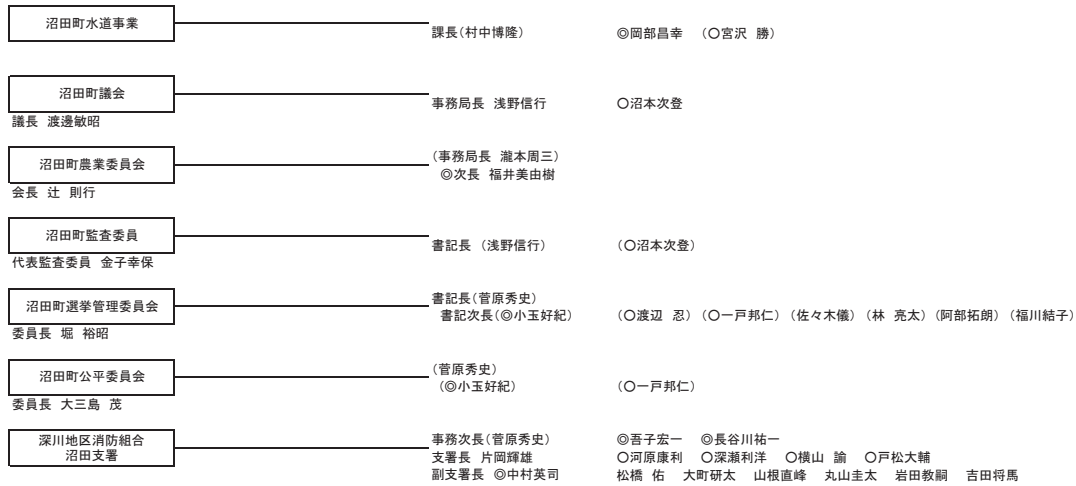 沼田町水道事業
課長(村中博隆) ◎岡部昌幸 (〇宮沢 勝)
沼田町議会
事務局長 浅野信行 〇沼本次登
議長 渡邊敏昭
(事務局長 瀧本周三)
沼田町農業委員会
◎次長 福井美由樹
会長 辻 則行
沼田町監査委員
書記長 (浅野信行) (〇沼本次登)
代表監査委員 金子幸保
書記長(菅原秀史)
沼田町選挙管理委員会
書記次長(◎小玉好紀) (〇渡辺 忍) (〇一戸邦仁) (佐々木儀) (林 亮太) (阿部拓朗) (福川結子)
委員長 堀 裕昭
(菅原秀史)
沼田町公平委員会
(◎小玉好紀) (〇一戸邦仁)
委員長 大三島 茂
深川地区消防組合
沼田支署
事務次長(菅原秀史) ◎吾子宏一 ◎長谷川祐一
支署長 片岡輝雄 〇河原康利 〇深瀬利洋 〇横山 諭 〇戸松大輔
副支署長 ◎中村英司 松橋 佑 大町研太 山根直峰 丸山圭太 岩田教嗣 吉田将馬